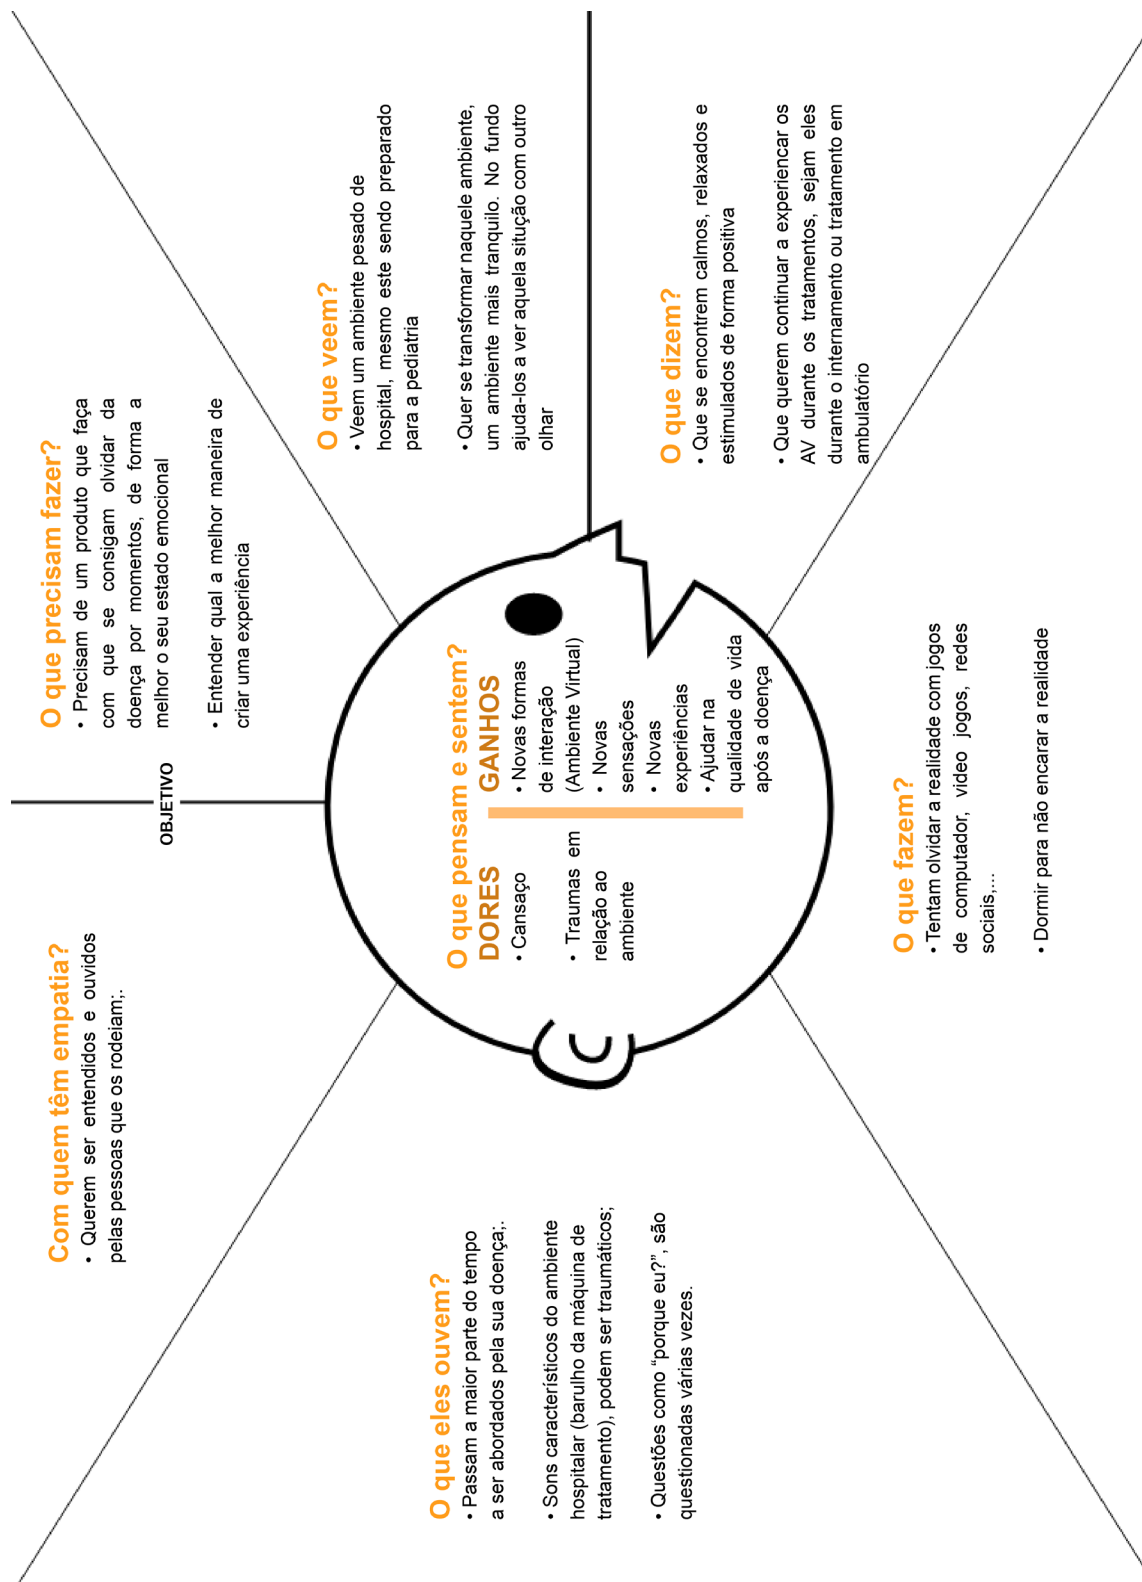 Com quem têm empatia?
• Querem ser entendidos e ouvidos
pelas pessoas que os rodeiam;.
OBJETIVO
O que precisam fazer?
• Precisam de um produto que faça
com que se consigam olvidar da
doença por momentos, de forma a
melhor o seu estado emocional
• Entender qual a melhor maneira de
criar uma experiência
O que eles ouvem?
• Passam a maior parte do tempo
a ser abordados pela sua doença;.
• Sons característicos do ambiente
hospitalar (barulho da máquina de
tratamento), podem ser traumáticos;
• Questões como “porque eu?”, são
questionadas várias vezes.
O que pensam e sentem?
DORES
• Cansaço
• Traumas em
relação ao
ambiente
GANHOS
• Novas formas
de interação
(Ambiente Virtual)
• Novas
sensações
• Novas
experiências
• Ajudar na
qualidade de vida
após a doença
O que veem?
• Veem um ambiente pesado de
hospital, mesmo este sendo preparado
para a pediatria
• Quer se transformar naquele ambiente,
um ambiente mais tranquilo. No fundo
ajuda-los a ver aquela situção com outro
olhar
O que dizem?
• Que se encontrem calmos, relaxados e
estimulados de forma positiva
• Que querem continuar a experiencar os
AV durante os tratamentos, sejam eles
durante o internamento ou tratamento em
ambulatório
O que fazem?
• Tentam olvidar a realidade com jogos
de computador, video jogos, redes
sociais,...
• Dormir para não encarar a realidade